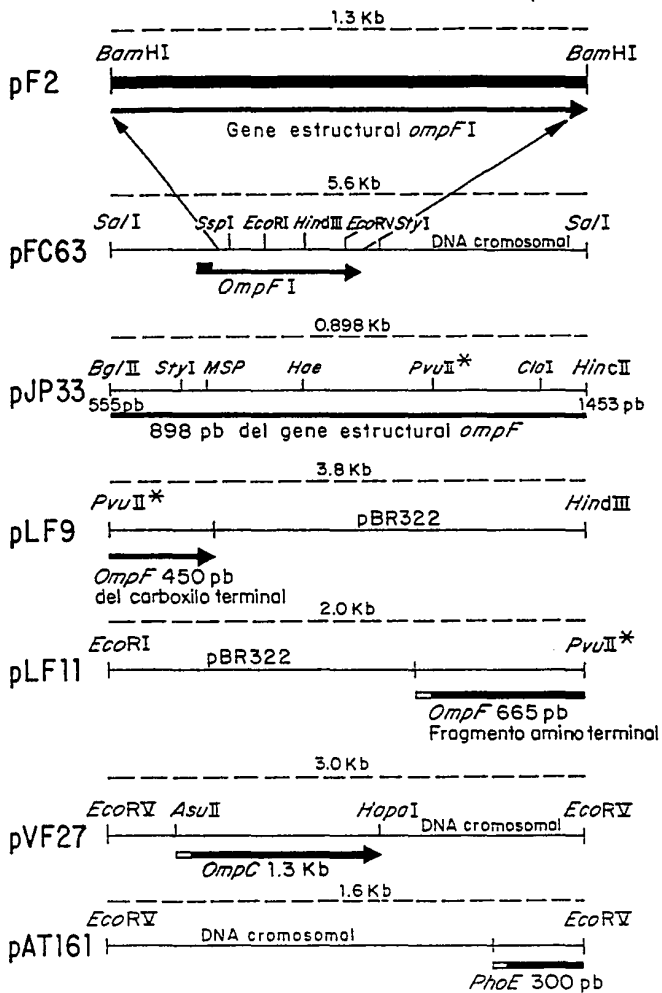 1.3 Kb
BamHI BamHI
pF2
Gene estructural ompF I
5.6 Kb
SalI SspI EcoRI HindIII EcoRV StyI SalI
pFC63 DNA cromosomal
OmpF I
0.898 Kb
BglII StyI MSP Hae PvuII* ClaI HincII
pJP33
555pb 1453 pb
898 pb del gene estructural ompF
3.8 Kb
PvuII* HindIII
pLF9 pBR322
OmpF 450 pb
del carboxilo terminal
2.0 Kb
EcoRI PvuII*
pLF11 pBR322
OmpF 665 pb
Fragmento amino terminal
3.0 Kb
EcoRV AsuII HapaI EcoRV
pVF27 DNA cromosomal
OmpC 1.3 Kb
1.6 Kb
EcoRV EcoRV
pAT161 DNA cromosomal
PhoE 300 pb